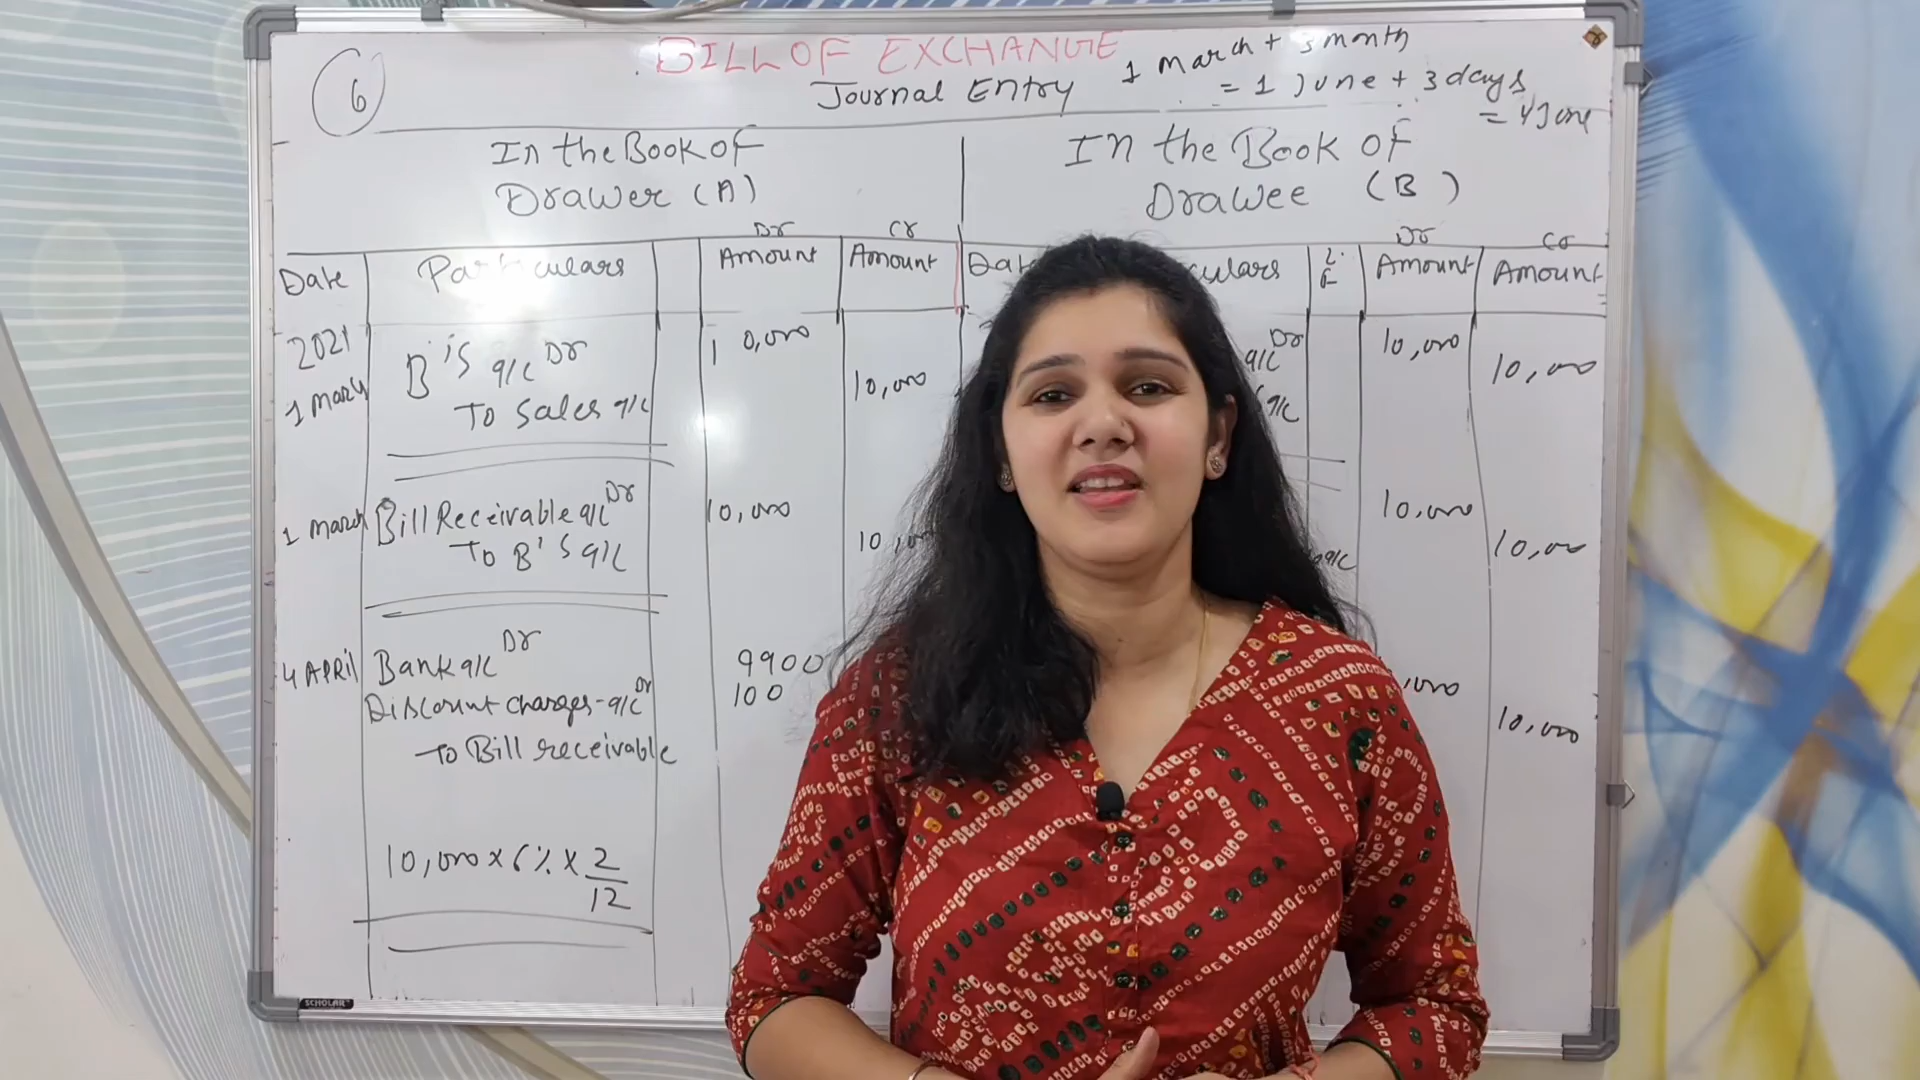 6
BILL OF EXCHANGE
Journal Entry
1 March + 3 month
= 1 June + 3 days
= 4 June
In the Book of
Drawer (A)
Dr Cr
Date Particulars Amount Amount
2021
1 March B's a/c Dr 10,000
To Sales a/c 10,000
1 March Bill Receivable a/c Dr 10,000
To B's a/c 10,000
4 April Bank a/c Dr 9900
Discount charges-a/c Dr 100
To Bill receivable
10,000 x 6% x 2/12
In the Book of
Drawee (B)
Dr Cr
L.F Amount Amount
a/c Dr 10,000
a/c 10,000
10,000
a/c 10,000
10,000
SCHOLAR